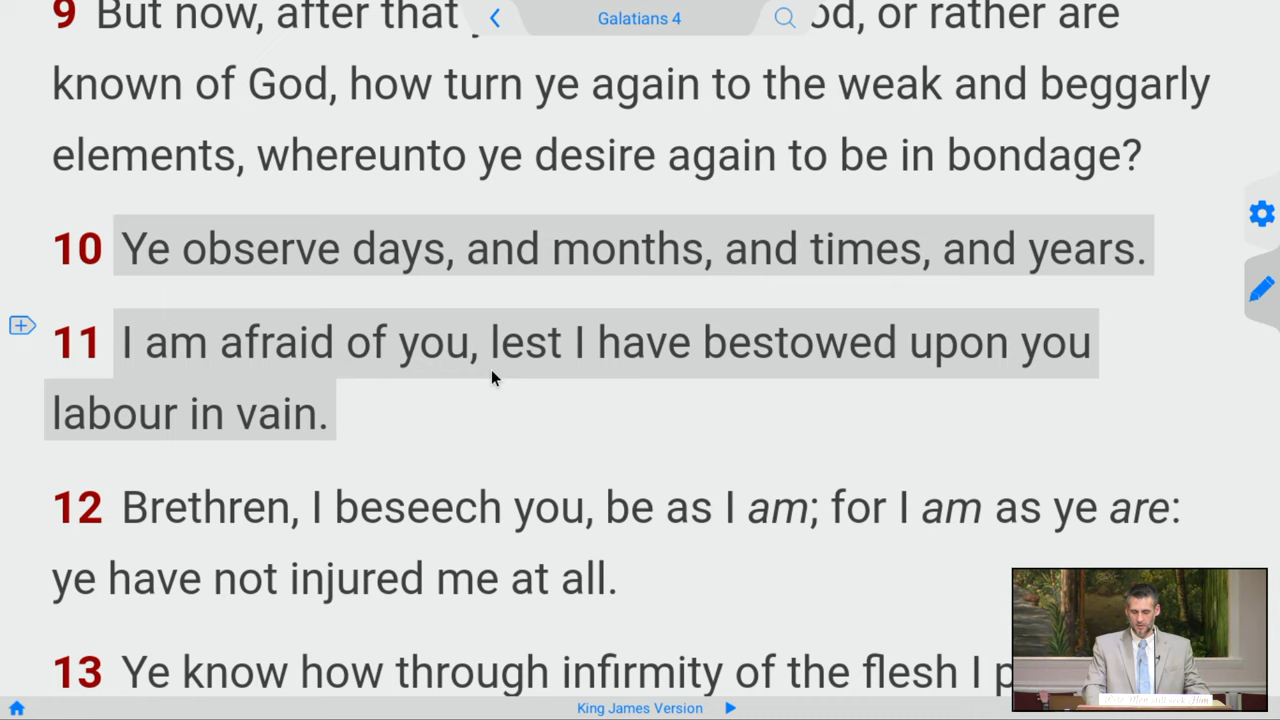 Galatians 4
9 But now, after that od, or rather are
known of God, how turn ye again to the weak and beggarly
elements, whereunto ye desire again to be in bondage?
10 Ye observe days, and months, and times, and years.
11 I am afraid of you, lest I have bestowed upon you
labour in vain.
12 Brethren, I beseech you, be as I am; for I am as ye are:
ye have not injured me at all.
13 Ye know how through infirmity of the flesh I p
King James Version